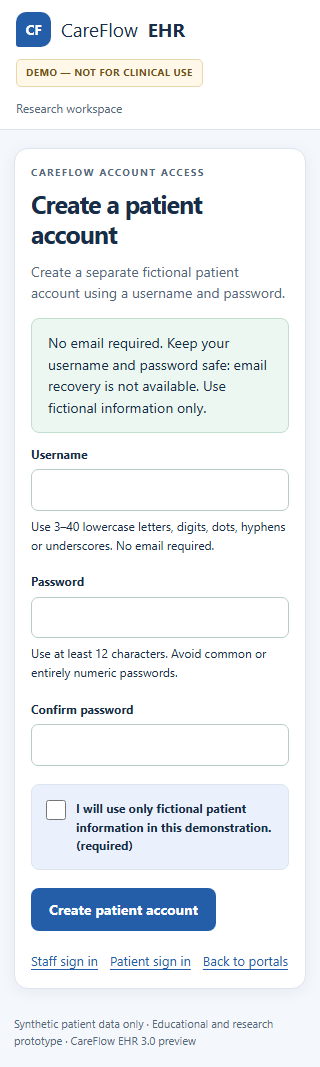 CF CareFlow EHR
DEMO — NOT FOR CLINICAL USE
Research workspace
CAREFLOW ACCOUNT ACCESS
Create a patient
account
Create a separate fictional patient
account using a username and password.
No email required. Keep your
username and password safe: email
recovery is not available. Use
fictional information only.
Username
Use 3–40 lowercase letters, digits, dots, hyphens
or underscores. No email required.
Password
Use at least 12 characters. Avoid common or
entirely numeric passwords.
Confirm password
I will use only fictional patient
information in this demonstration.
(required)
Create patient account
Staff sign in Patient sign in Back to portals
Synthetic patient data only · Educational and research
prototype · CareFlow EHR 3.0 preview